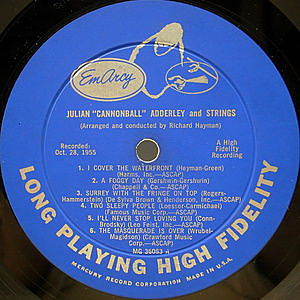 EmArcy
JULIAN "CANNONBALL" ADDERLEY and STRINGS
(Arranged and conducted by Richard Hayman)
Recorded:
Oct. 28, 1955
A High
Fidelity
Recording
1. I COVER THE WATERFRONT (Heyman-Green)
(Harms, Inc.—ASCAP)
2. A FOGGY DAY (Gershwin-Gershwin)
(Chappell & Co.—ASCAP)
3. SURREY WITH THE FRINGE ON TOP (Rogers-
Hammerstein) (De Sylva Brown & Henderson, Inc.—ASCAP)
4. TWO SLEEPY PEOPLE (Loesser-Carmichael)
(Famous Music Corp.—ASCAP)
5. I'LL NEVER STOP LOVING YOU (Conn-
Brodsky) (Leo Feist, Inc.—ASCAP)
6. THE MASQUERADE IS OVER (Wrubel-
Magidson) (Crawford Music
Corp.—ASCAP)
MG 36063
LONG PLAYING HIGH FIDELITY
MERCURY RECORD CORPORATION MADE IN U.S.A.